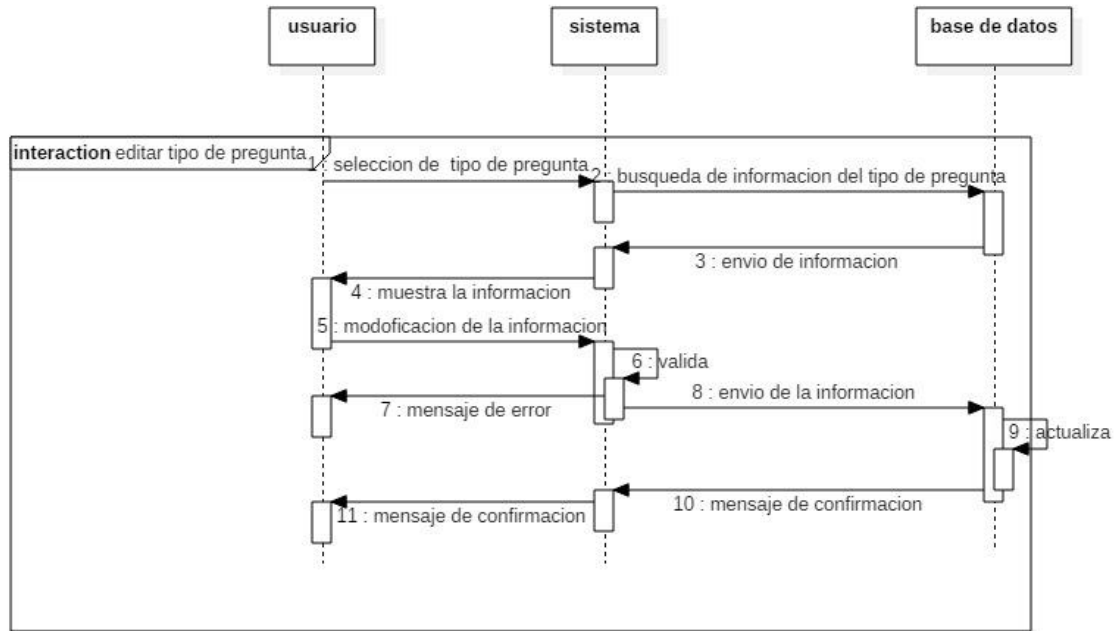 usuario
sistema
base de datos
interaction editar tipo de pregunta
1 : seleccion de tipo de pregunta
2 : busqueda de informacion del tipo de pregunta
3 : envio de informacion
4 : muestra la informacion
5 : modoficacion de la informacion
6 : valida
7 : mensaje de error
8 : envio de la informacion
9 : actualiza
10 : mensaje de confirmacion
11 : mensaje de confirmacion